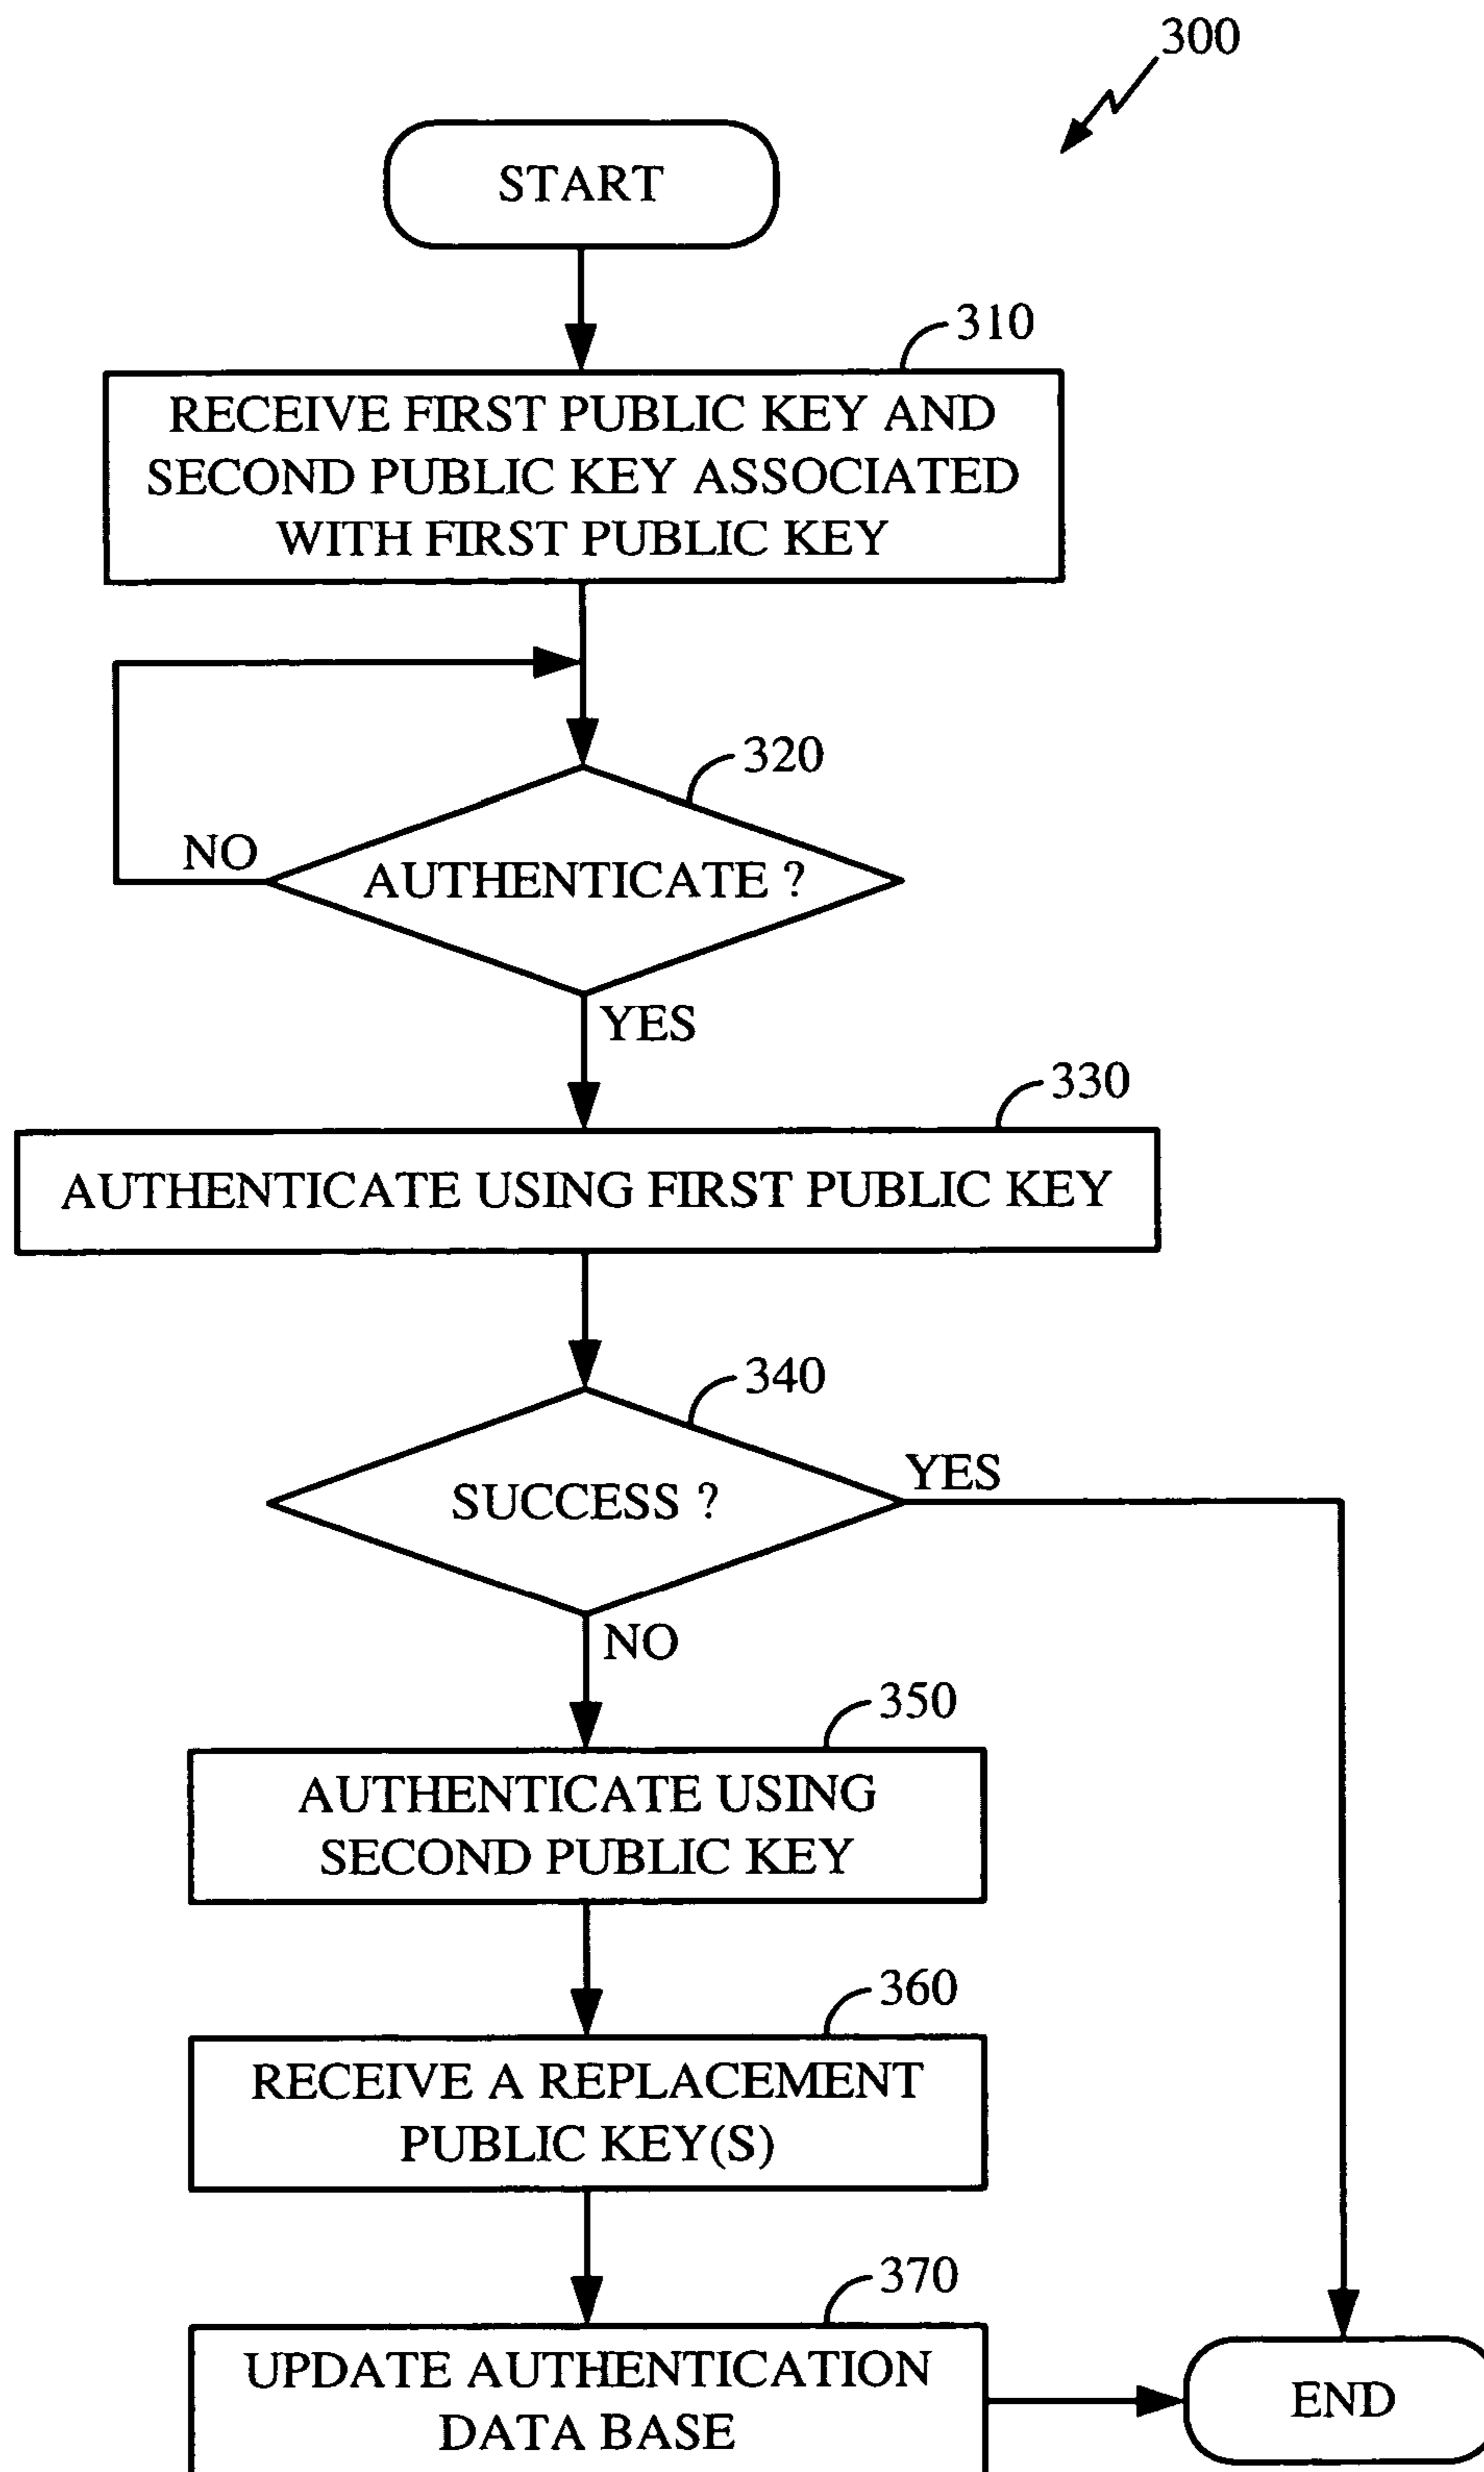 300
START
310
RECEIVE FIRST PUBLIC KEY AND
SECOND PUBLIC KEY ASSOCIATED
WITH FIRST PUBLIC KEY
320
NO
AUTHENTICATE ?
YES
330
AUTHENTICATE USING FIRST PUBLIC KEY
340
YES
SUCCESS ?
NO
350
AUTHENTICATE USING
SECOND PUBLIC KEY
360
RECEIVE A REPLACEMENT
PUBLIC KEY(S)
370
UPDATE AUTHENTICATION
DATA BASE
END